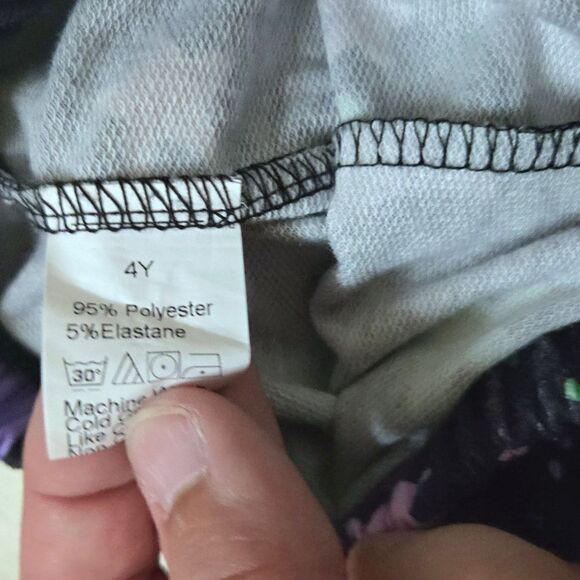 4Y
95% Polyester
5%Elastane
30°
Machine
Cold
Like